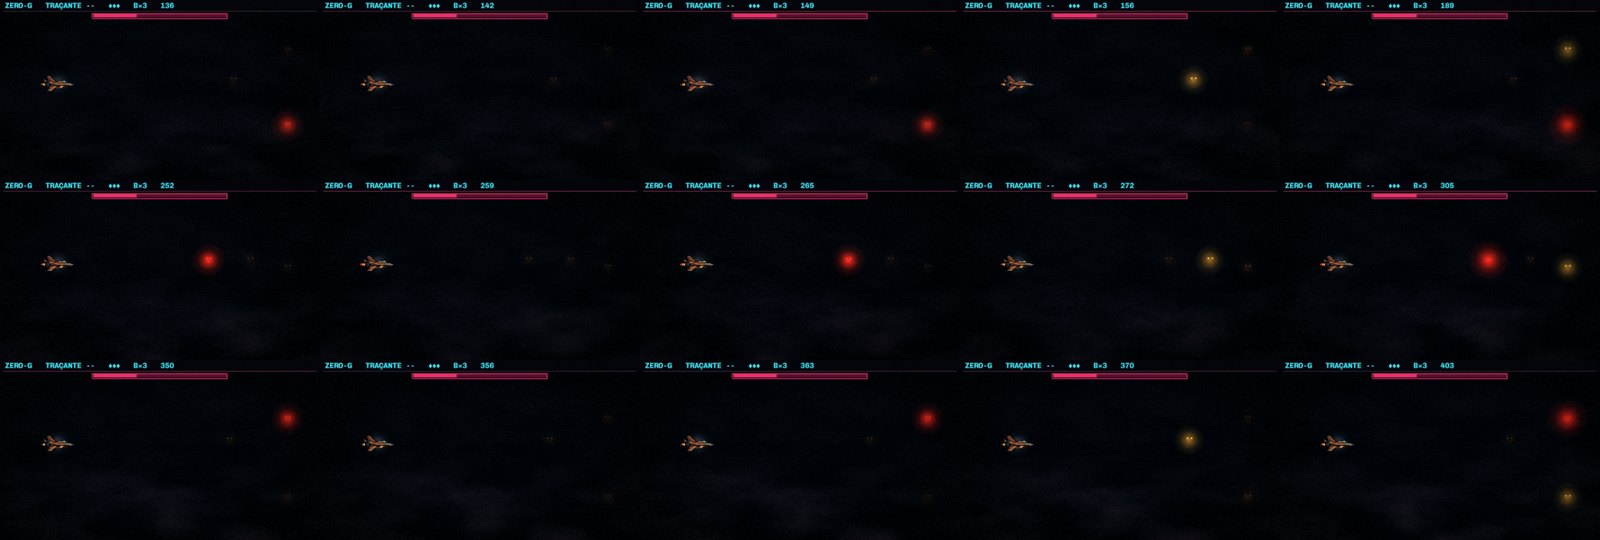 ZERO-G TRAÇANTE -- ♦♦♦ B×3 136 ZERO-G TRAÇANTE -- ♦♦♦ B×3 142 ZERO-G TRAÇANTE -- ♦♦♦ B×3 149 ZERO-G TRAÇANTE -- ♦♦♦ B×3 156 ZERO-G TRAÇANTE -- ♦♦♦ B×3 189
ZERO-G TRAÇANTE -- ♦♦♦ B×3 252 ZERO-G TRAÇANTE -- ♦♦♦ B×3 259 ZERO-G TRAÇANTE -- ♦♦♦ B×3 265 ZERO-G TRAÇANTE -- ♦♦♦ B×3 272 ZERO-G TRAÇANTE -- ♦♦♦ B×3 305
ZERO-G TRAÇANTE -- ♦♦♦ B×3 350 ZERO-G TRAÇANTE -- ♦♦♦ B×3 356 ZERO-G TRAÇANTE -- ♦♦♦ B×3 363 ZERO-G TRAÇANTE -- ♦♦♦ B×3 370 ZERO-G TRAÇANTE -- ♦♦♦ B×3 403